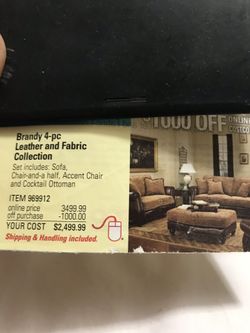 $1000 OFF ONLINE
COSTCO
Brandy 4-pc
Leather and Fabric
Collection
Set includes: Sofa,
Chair-and-a half, Accent Chair
and Cocktail Ottoman
ITEM 969912
online price 3499.99
off purchase -1000.00
YOUR COST $2,499.99
Shipping & Handling included.